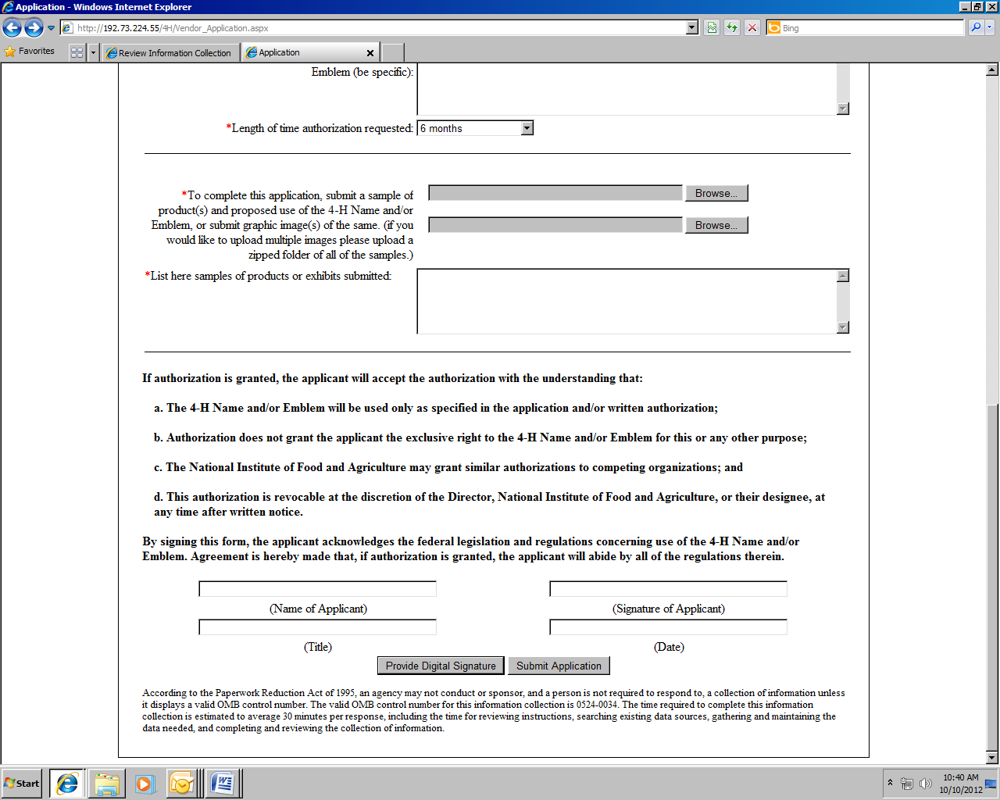 Application - Windows Internet Explorer
http://192.73.224.55/4H/Vendor_Application.aspx
Bing
Favorites
Review Information Collection
Application
Emblem (be specific):
*Length of time authorization requested:
6 months
*To complete this application, submit a sample of
product(s) and proposed use of the 4-H Name and/or
Emblem, or submit graphic image(s) of the same. (if you
would like to upload multiple images please upload a
zipped folder of all of the samples.)
Browse...
Browse...
*List here samples of products or exhibits submitted:
If authorization is granted, the applicant will accept the authorization with the understanding that:
a. The 4-H Name and/or Emblem will be used only as specified in the application and/or written authorization;
b. Authorization does not grant the applicant the exclusive right to the 4-H Name and/or Emblem for this or any other purpose;
c. The National Institute of Food and Agriculture may grant similar authorizations to competing organizations; and
d. This authorization is revocable at the discretion of the Director, National Institute of Food and Agriculture, or their designee, at
any time after written notice.
By signing this form, the applicant acknowledges the federal legislation and regulations concerning use of the 4-H Name and/or
Emblem. Agreement is hereby made that, if authorization is granted, the applicant will abide by all of the regulations therein.
(Name of Applicant)
(Signature of Applicant)
(Title)
(Date)
Provide Digital Signature
Submit Application
According to the Paperwork Reduction Act of 1995, an agency may not conduct or sponsor, and a person is not required to respond to, a collection of information unless
it displays a valid OMB control number. The valid OMB control number for this information collection is 0524-0034. The time required to complete this information
collection is estimated to average 30 minutes per response, including the time for reviewing instructions, searching existing data sources, gathering and maintaining the
data needed, and completing and reviewing the collection of information.
Start
10:40 AM
10/10/2012